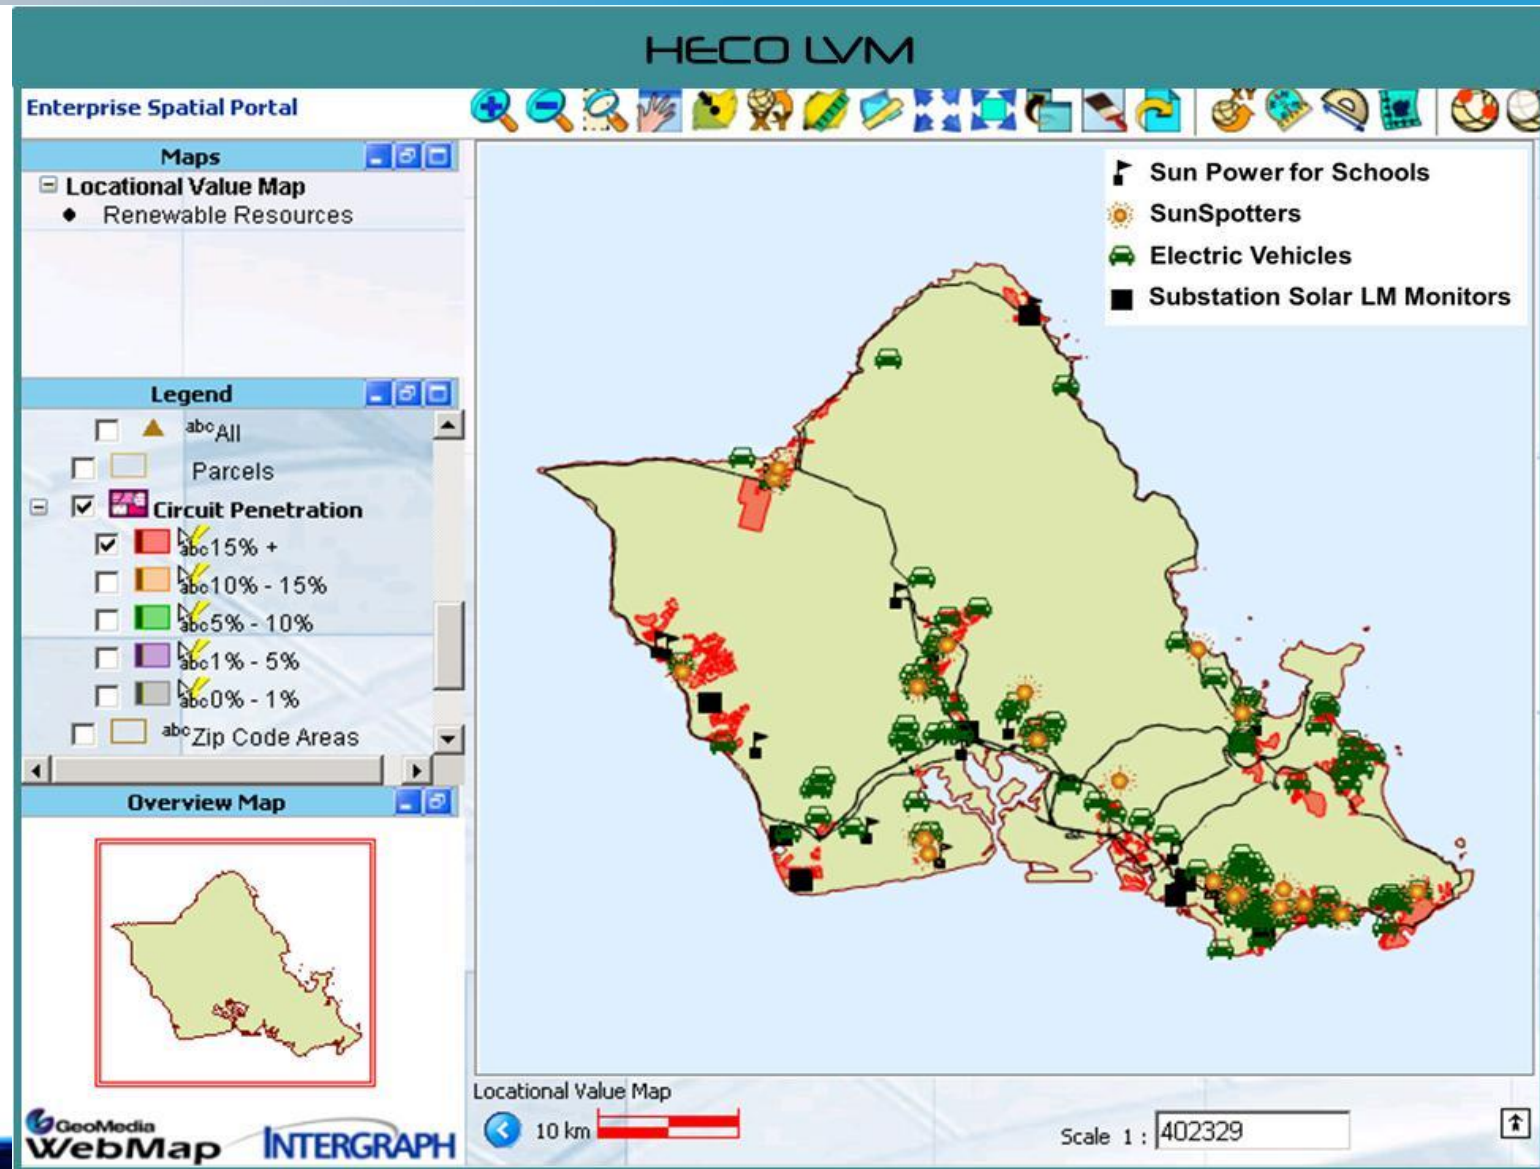 HECO LVM
Enterprise Spatial Portal
XY
XY
Maps
Locational Value Map
Renewable Resources
Legend
abc All
Parcels
Circuit Penetration
abc 15% +
abc 10% - 15%
abc 5% - 10%
abc 1% - 5%
abc 0% - 1%
abc Zip Code Areas
Overview Map
GeoMedia
WebMap
INTERGRAPH
Sun Power for Schools
SunSpotters
Electric Vehicles
Substation Solar LM Monitors
Locational Value Map
10 km
Scale 1 : 402329